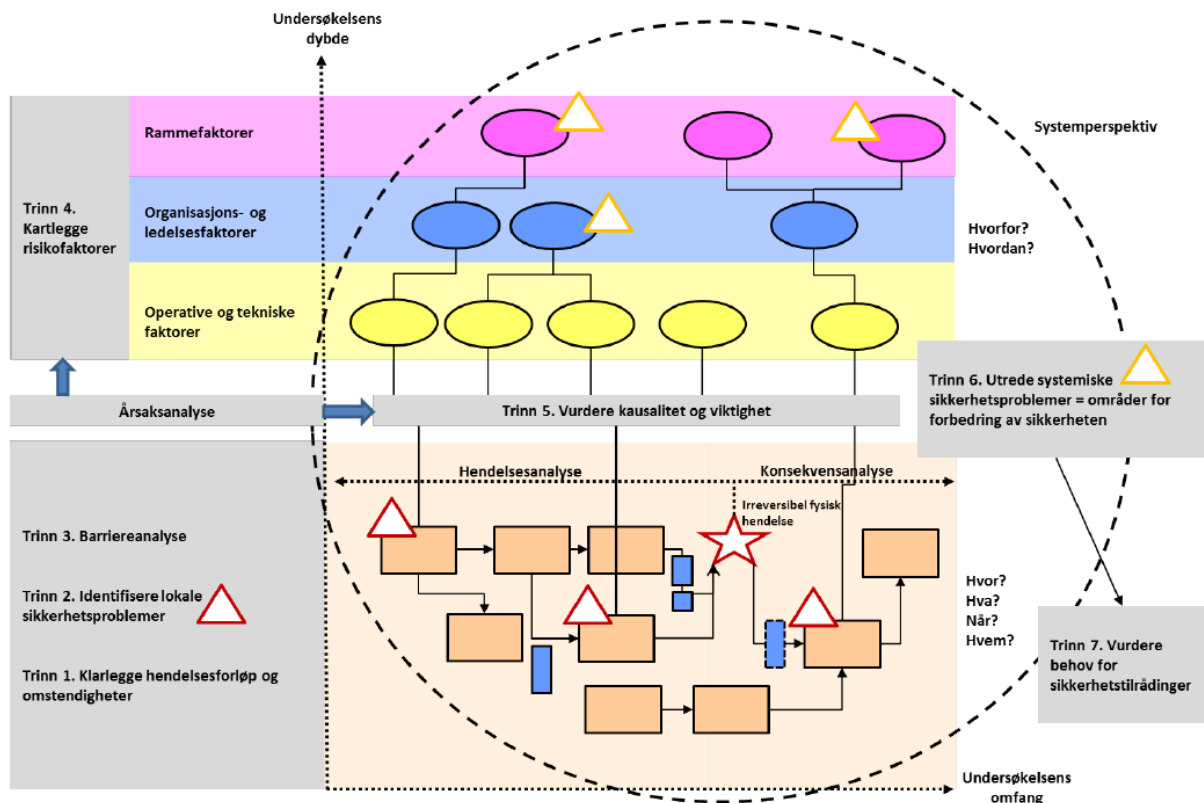 Undersøkelsens
dybde
Systemperspektiv
Rammefaktorer
Trinn 4.
Kartlegge
risikofaktorer
Organisasjons- og
ledelsesfaktorer
Hvorfor?
Hvordan?
Operative og tekniske
faktorer
Trinn 6. Utrede systemiske
sikkerhetsproblemer = områder for
forbedring av sikkerheten
Årsaksanalyse
Trinn 5. Vurdere kausalitet og viktighet
Hendelsesanalyse
Konsekvensanalyse
Irreversibel fysisk
hendelse
Trinn 3. Barriereanalyse
Trinn 2. Identifisere lokale
sikkerhetsproblemer
Trinn 1. Klarlegge hendelsesforløp og
omstendigheter
Hvor?
Hva?
Når?
Hvem?
Trinn 7. Vurdere
behov for
sikkerhetstilrådinger
Undersøkelsens
omfang